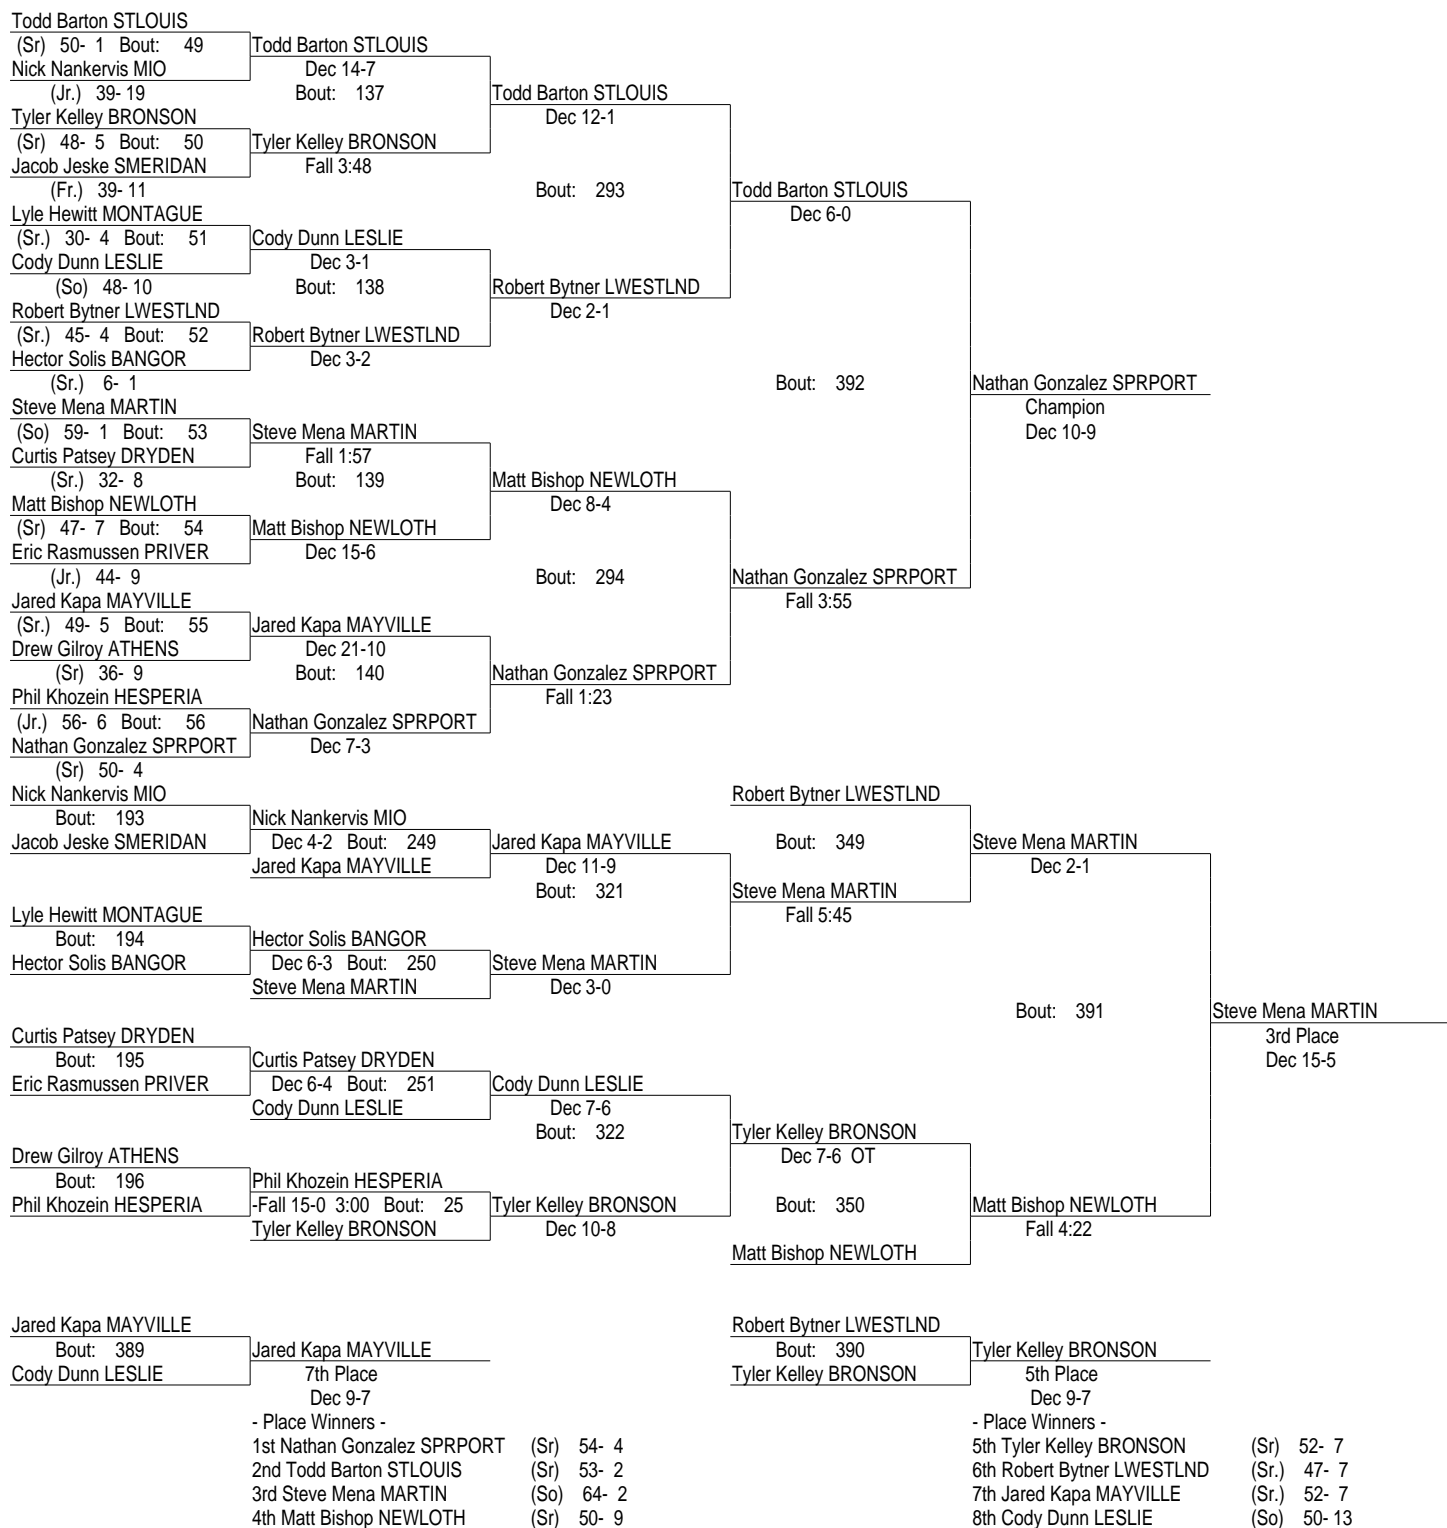 Todd Barton STLOUIS
(Sr) 50- 1 Bout: 49 Todd Barton STLOUIS
Nick Nankervis MIO Dec 14-7
(Jr.) 39- 19 Bout: 137 Todd Barton STLOUIS
Tyler Kelley BRONSON Dec 12-1
(Sr) 48- 5 Bout: 50 Tyler Kelley BRONSON
Jacob Jeske SMERIDAN Fall 3:48
(Fr.) 39- 11 Bout: 293 Todd Barton STLOUIS
Lyle Hewitt MONTAGUE Dec 6-0
(Sr.) 30- 4 Bout: 51 Cody Dunn LESLIE
Cody Dunn LESLIE Dec 3-1
(So) 48- 10 Bout: 138 Robert Bytner LWESTLND
Robert Bytner LWESTLND Dec 2-1
(Sr.) 45- 4 Bout: 52 Robert Bytner LWESTLND
Hector Solis BANGOR Dec 3-2
(Sr.) 6- 1 Bout: 392 Nathan Gonzalez SPRPORT
Steve Mena MARTIN Champion
(So) 59- 1 Bout: 53 Steve Mena MARTIN Dec 10-9
Curtis Patsey DRYDEN Fall 1:57
(Sr.) 32- 8 Bout: 139 Matt Bishop NEWLOTH
Matt Bishop NEWLOTH Dec 8-4
(Sr) 47- 7 Bout: 54 Matt Bishop NEWLOTH
Eric Rasmussen PRIVER Dec 15-6
(Jr.) 44- 9 Bout: 294 Nathan Gonzalez SPRPORT
Jared Kapa MAYVILLE Fall 3:55
(Sr.) 49- 5 Bout: 55 Jared Kapa MAYVILLE
Drew Gilroy ATHENS Dec 21-10
(Sr) 36- 9 Bout: 140 Nathan Gonzalez SPRPORT
Phil Khozein HESPERIA Fall 1:23
(Jr.) 56- 6 Bout: 56 Nathan Gonzalez SPRPORT
Nathan Gonzalez SPRPORT Dec 7-3
(Sr) 50- 4
Nick Nankervis MIO Robert Bytner LWESTLND
Bout: 193 Nick Nankervis MIO
Jacob Jeske SMERIDAN Dec 4-2 Bout: 249 Jared Kapa MAYVILLE Bout: 349 Steve Mena MARTIN
Jared Kapa MAYVILLE Dec 11-9 Dec 2-1
Bout: 321 Steve Mena MARTIN
Lyle Hewitt MONTAGUE Fall 5:45
Bout: 194 Hector Solis BANGOR
Hector Solis BANGOR Dec 6-3 Bout: 250 Steve Mena MARTIN
Steve Mena MARTIN Dec 3-0
Bout: 391 Steve Mena MARTIN
Curtis Patsey DRYDEN 3rd Place
Bout: 195 Curtis Patsey DRYDEN Dec 15-5
Eric Rasmussen PRIVER Dec 6-4 Bout: 251 Cody Dunn LESLIE
Cody Dunn LESLIE Dec 7-6
Bout: 322 Tyler Kelley BRONSON
Drew Gilroy ATHENS Dec 7-6 OT
Bout: 196 Phil Khozein HESPERIA
Phil Khozein HESPERIA -Fall 15-0 3:00 Bout: 25 Tyler Kelley BRONSON Bout: 350 Matt Bishop NEWLOTH
Tyler Kelley BRONSON Dec 10-8 Fall 4:22
Matt Bishop NEWLOTH
Jared Kapa MAYVILLE Robert Bytner LWESTLND
Bout: 389 Jared Kapa MAYVILLE Bout: 390 Tyler Kelley BRONSON
Cody Dunn LESLIE 7th Place Tyler Kelley BRONSON 5th Place
Dec 9-7 Dec 9-7
- Place Winners - - Place Winners -
1st Nathan Gonzalez SPRPORT (Sr) 54- 4 5th Tyler Kelley BRONSON (Sr) 52- 7
2nd Todd Barton STLOUIS (Sr) 53- 2 6th Robert Bytner LWESTLND (Sr.) 47- 7
3rd Steve Mena MARTIN (So) 64- 2 7th Jared Kapa MAYVILLE (Sr.) 52- 7
4th Matt Bishop NEWLOTH (Sr) 50- 9 8th Cody Dunn LESLIE (So) 50- 13